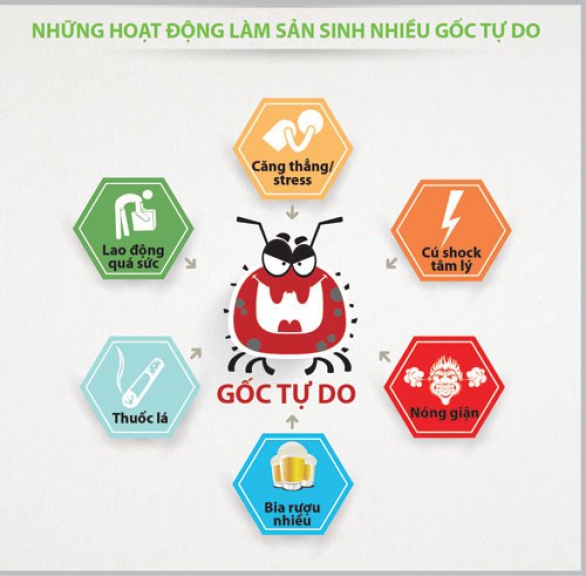 NHỮNG HOẠT ĐỘNG LÀM SẢN SINH NHIỀU GỐC TỰ DO
Căng thẳng/
stress
Lao động
quá sức
Cú shock
tâm lý
Thuốc lá
GỐC TỰ DO
Nóng giận
Bia rượu
nhiều